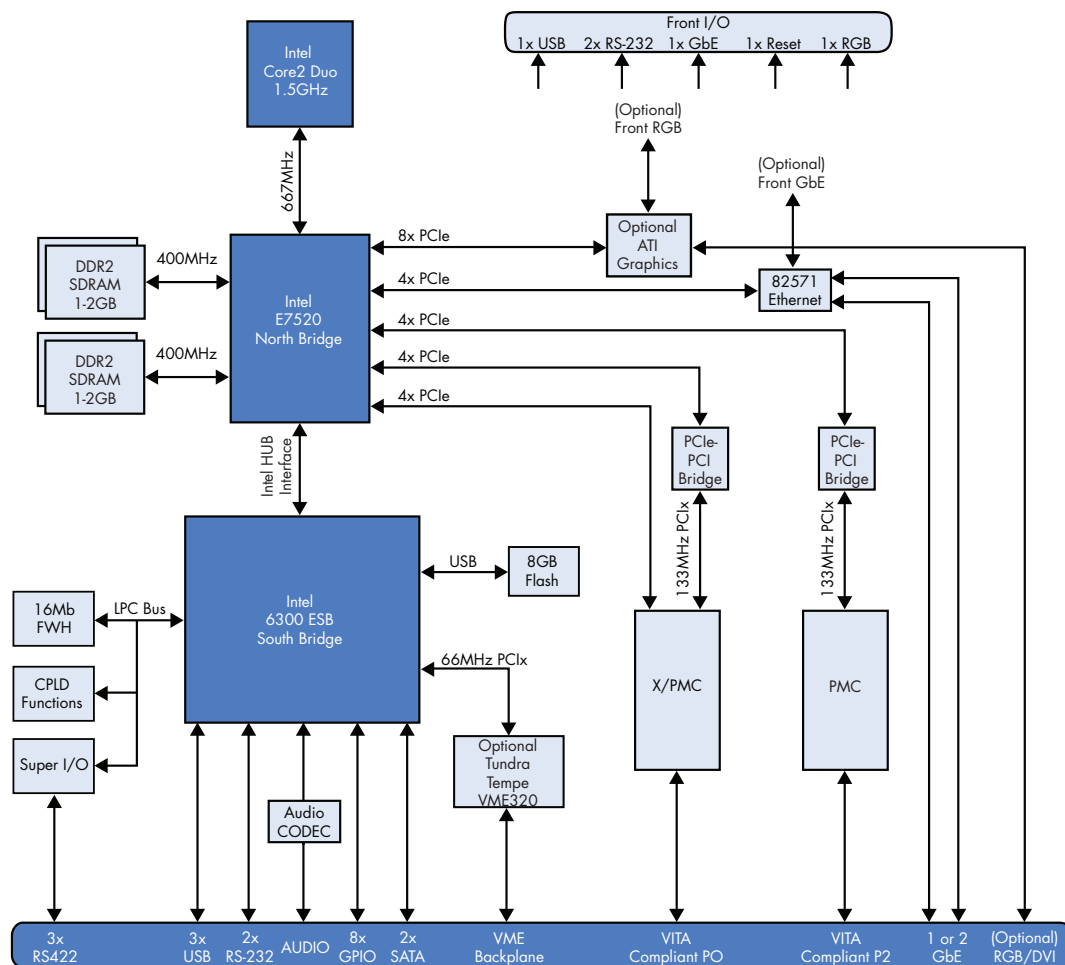 Front I/O
1x USB 2x RS-232 1x GbE 1x Reset 1x RGB
Intel
Core2 Duo
1.5GHz
(Optional)
Front RGB
(Optional)
Front GbE
667MHz
8x PCIe
Optional
ATI
Graphics
DDR2
SDRAM
1-2GB
400MHz
Intel
E7520
North Bridge
4x PCIe
82571
Ethernet
4x PCIe
DDR2
SDRAM
1-2GB
400MHz
4x PCIe
4x PCIe
PCIe-
PCI
Bridge
PCIe-
PCI
Bridge
Intel HUB
Interface
133MHz PCIx
133MHz PCIx
Intel
6300 ESB
South Bridge
USB
8GB
Flash
16Mb
FWH
LPC Bus
66MHz PCIx
X/PMC
PMC
CPLD
Functions
Super I/O
Optional
Tundra
Tempe
VME320
Audio
CODEC
3x
RS422
3x
USB
2x
RS-232
AUDIO
8x
GPIO
2x
SATA
VME
Backplane
VITA
Compliant PO
VITA
Compliant P2
1 or 2
GbE
(Optional)
RGB/DVI